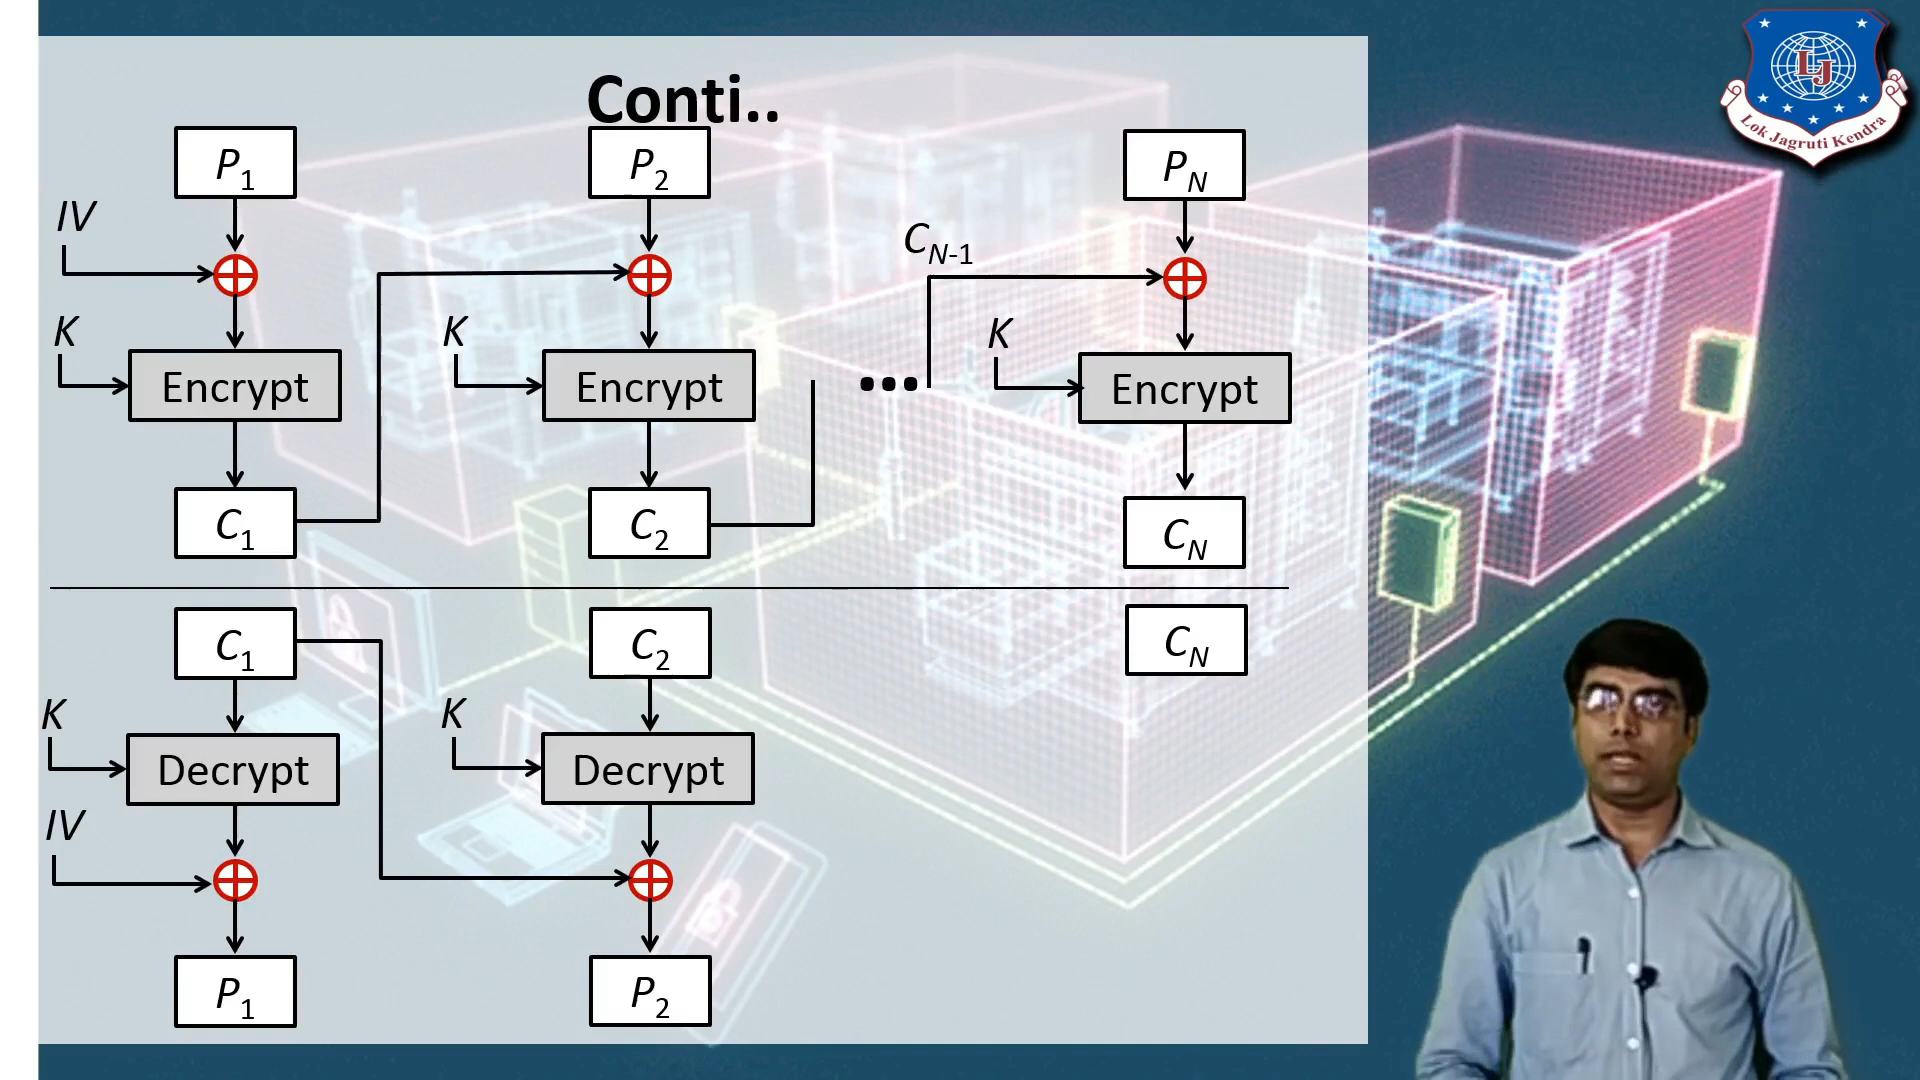 Conti..
P1
P2
PN
IV
CN-1
K
K
K
Encrypt
Encrypt
Encrypt
C1
C2
CN
C1
C2
CN
K
K
Decrypt
Decrypt
IV
P1
P2
LJ
Lok Jagruti Kendra